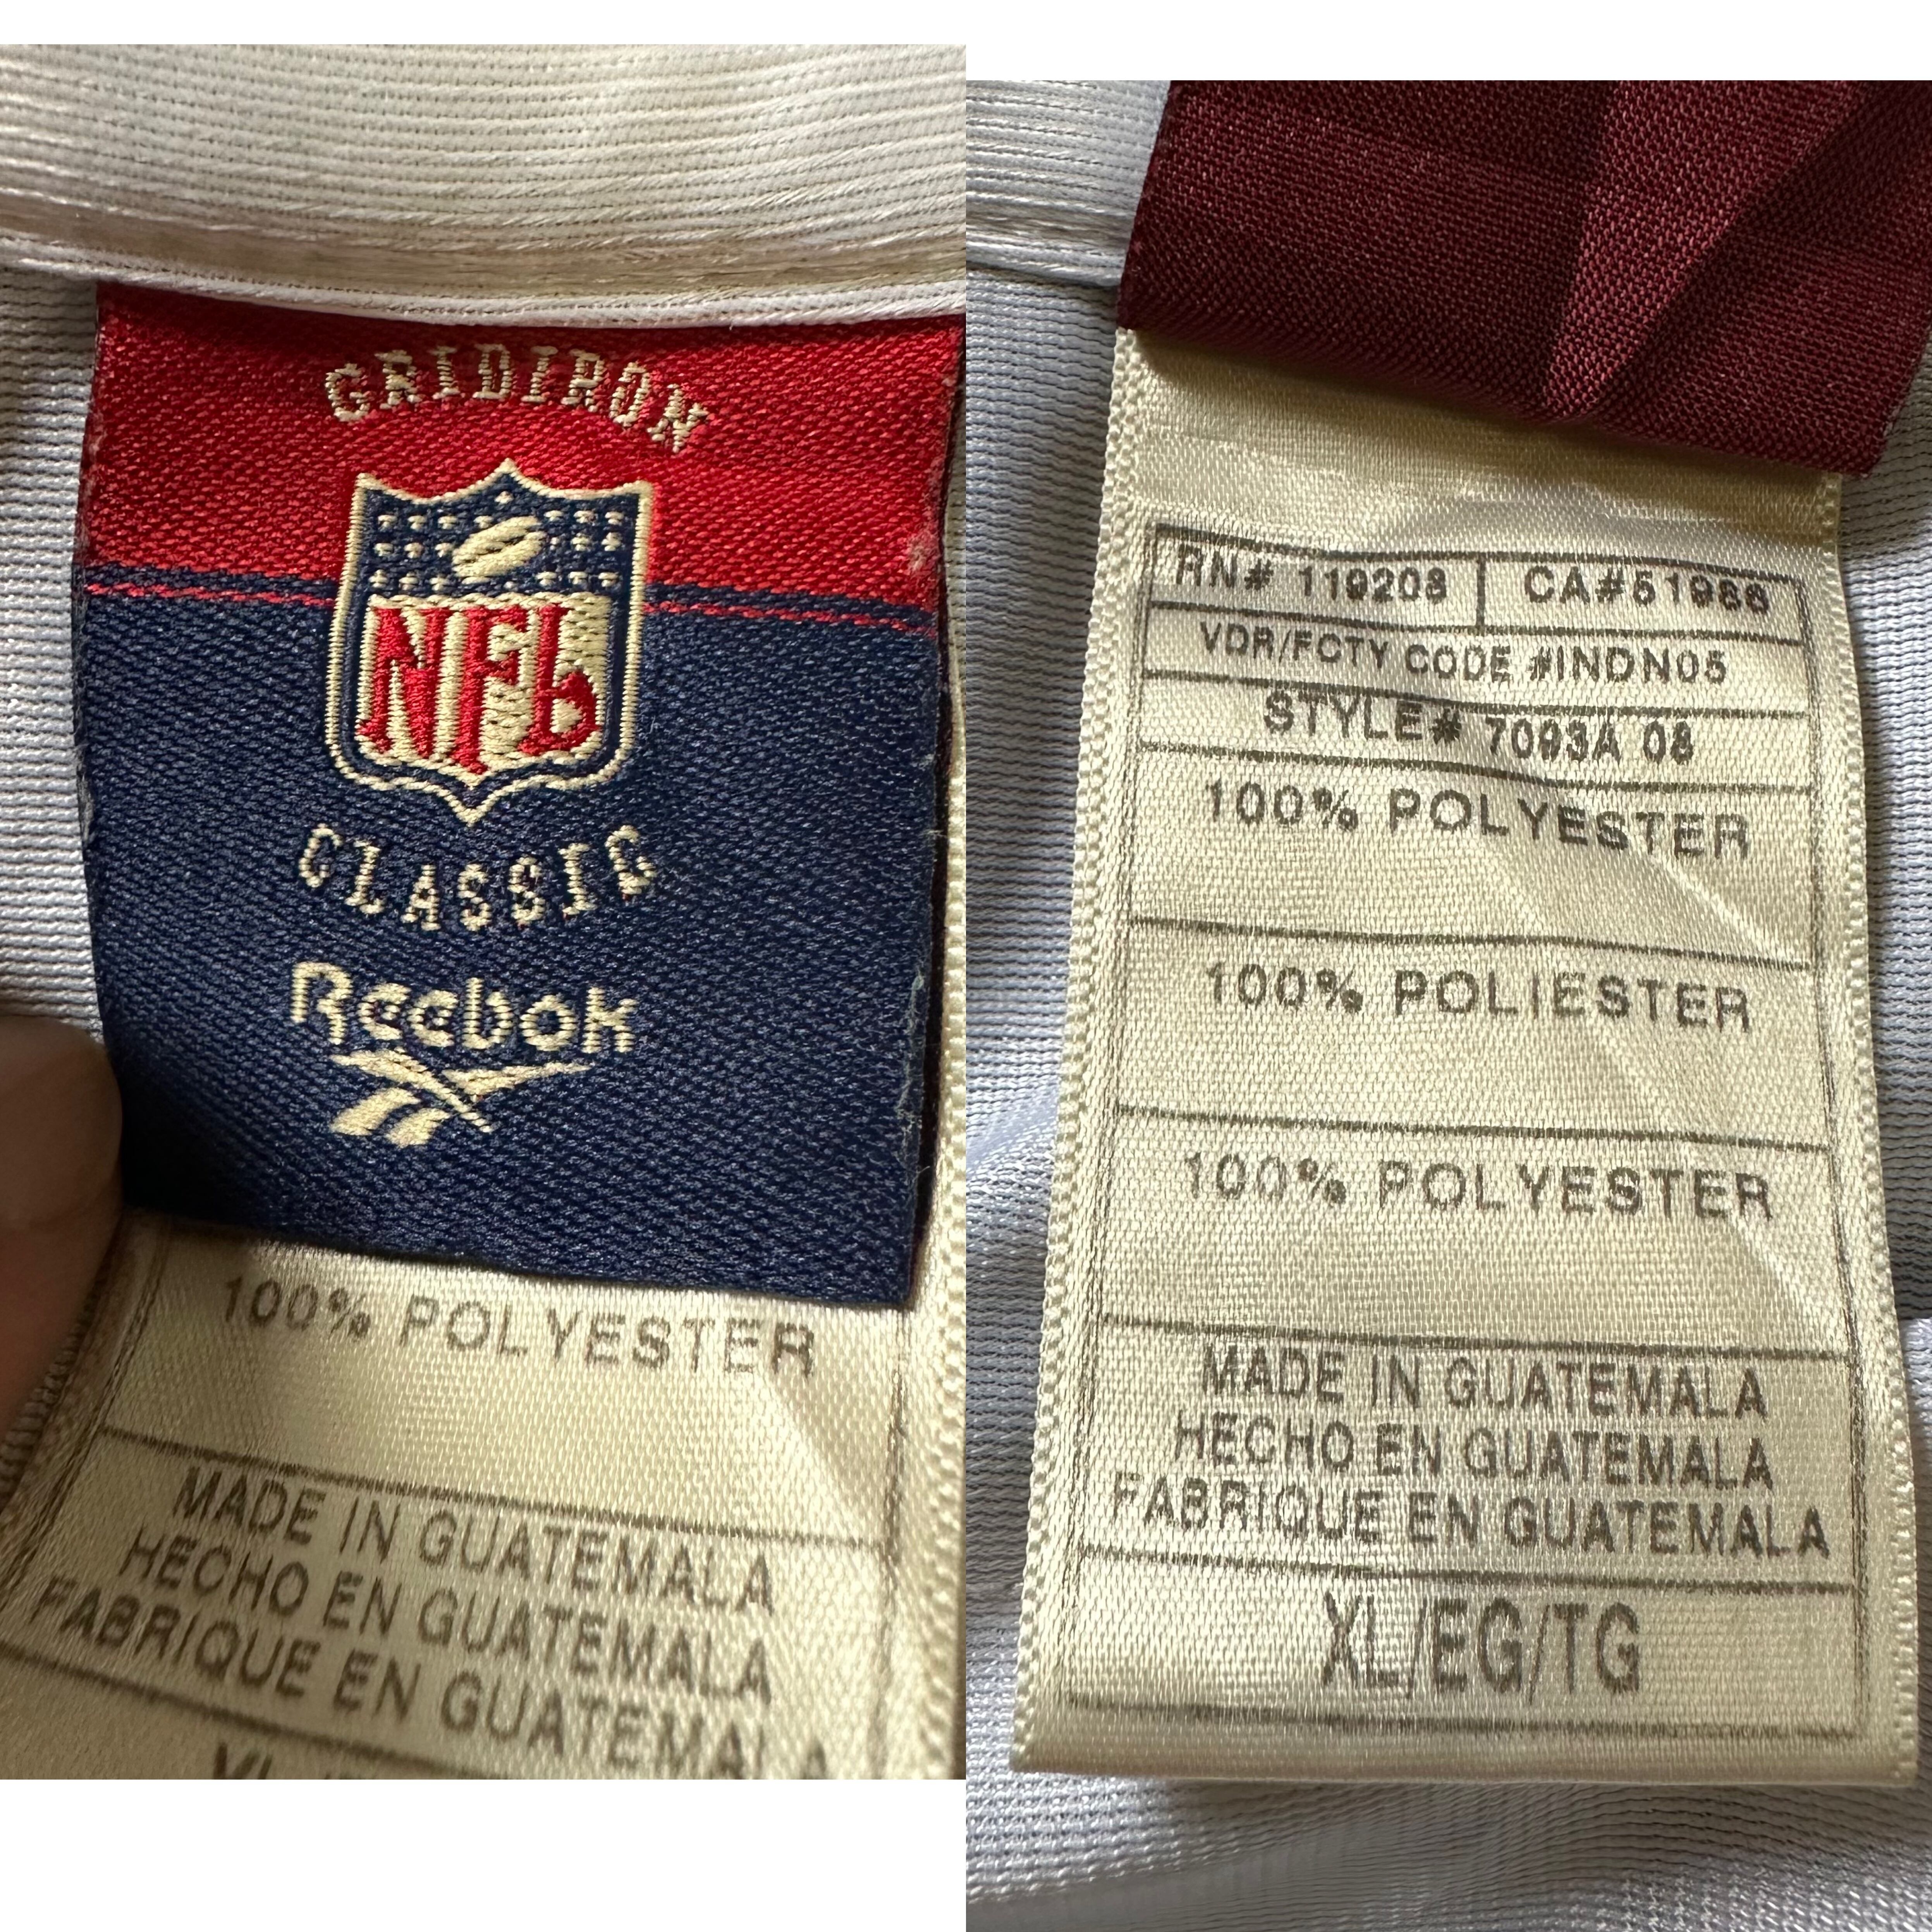 GRIDIRON
NFL
CLASSIC
Reebok
100% POLYESTER
MADE IN GUATEMALA
HECHO EN GUATEMALA
FABRIQUE EN GUATEMALA
RN# 119208 CA#51986
VDR/FCTY CODE #INDN05
STYLE# 7093A 08
100% POLYESTER
100% POLIESTER
100% POLYESTER
MADE IN GUATEMALA
HECHO EN GUATEMALA
FABRIQUE EN GUATEMALA
XL/EG/TG